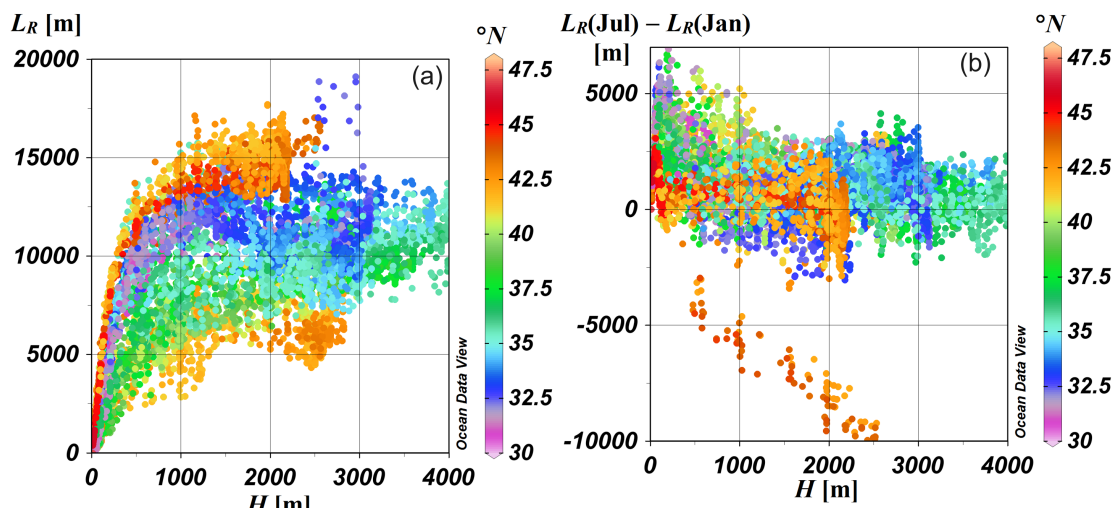 L_R [m]
20000
15000
10000
5000
0
0 1000 2000 3000 4000
H [m]
(a)
Ocean Data View
°N
47.5
45
42.5
40
37.5
35
32.5
30
L_R(Jul) – L_R(Jan)
[m]
5000
0
-5000
-10000
0 1000 2000 3000 4000
H [m]
(b)
Ocean Data View
°N
47.5
45
42.5
40
37.5
35
32.5
30